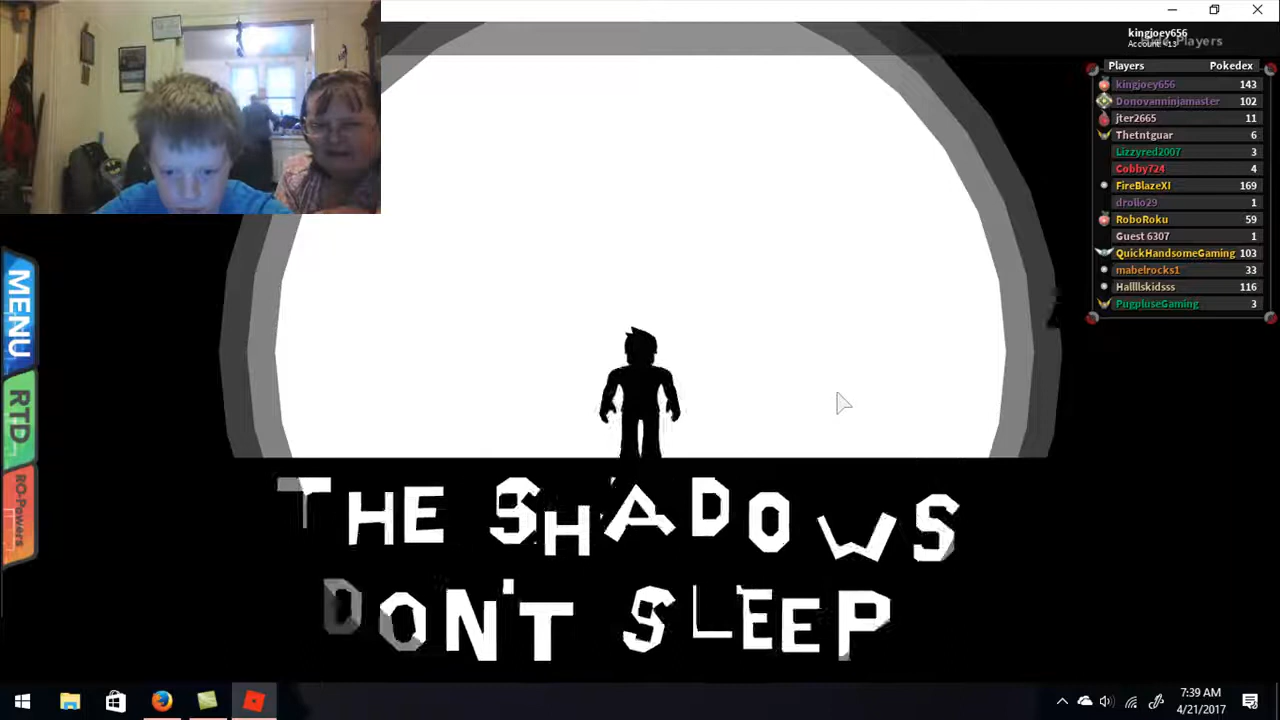 kingjoey656
Account: <13
Players
Players Pokedex
kingjoey656 143
Donovanninjamaster 102
jter2665 11
Thetntguar 6
Lizzyred2007 3
Cobby724 4
FireBlazeXI 169
drollo29 1
RoboRoku 59
Guest 6307 1
QuickHandsomeGaming 103
mabelrocks1 33
Hallllskidsss 116
PugpluseGaming 3
MENU
RTD
RO-Powers
THE SHADOWS
DON'T SLEEP
7:39 AM
4/21/2017